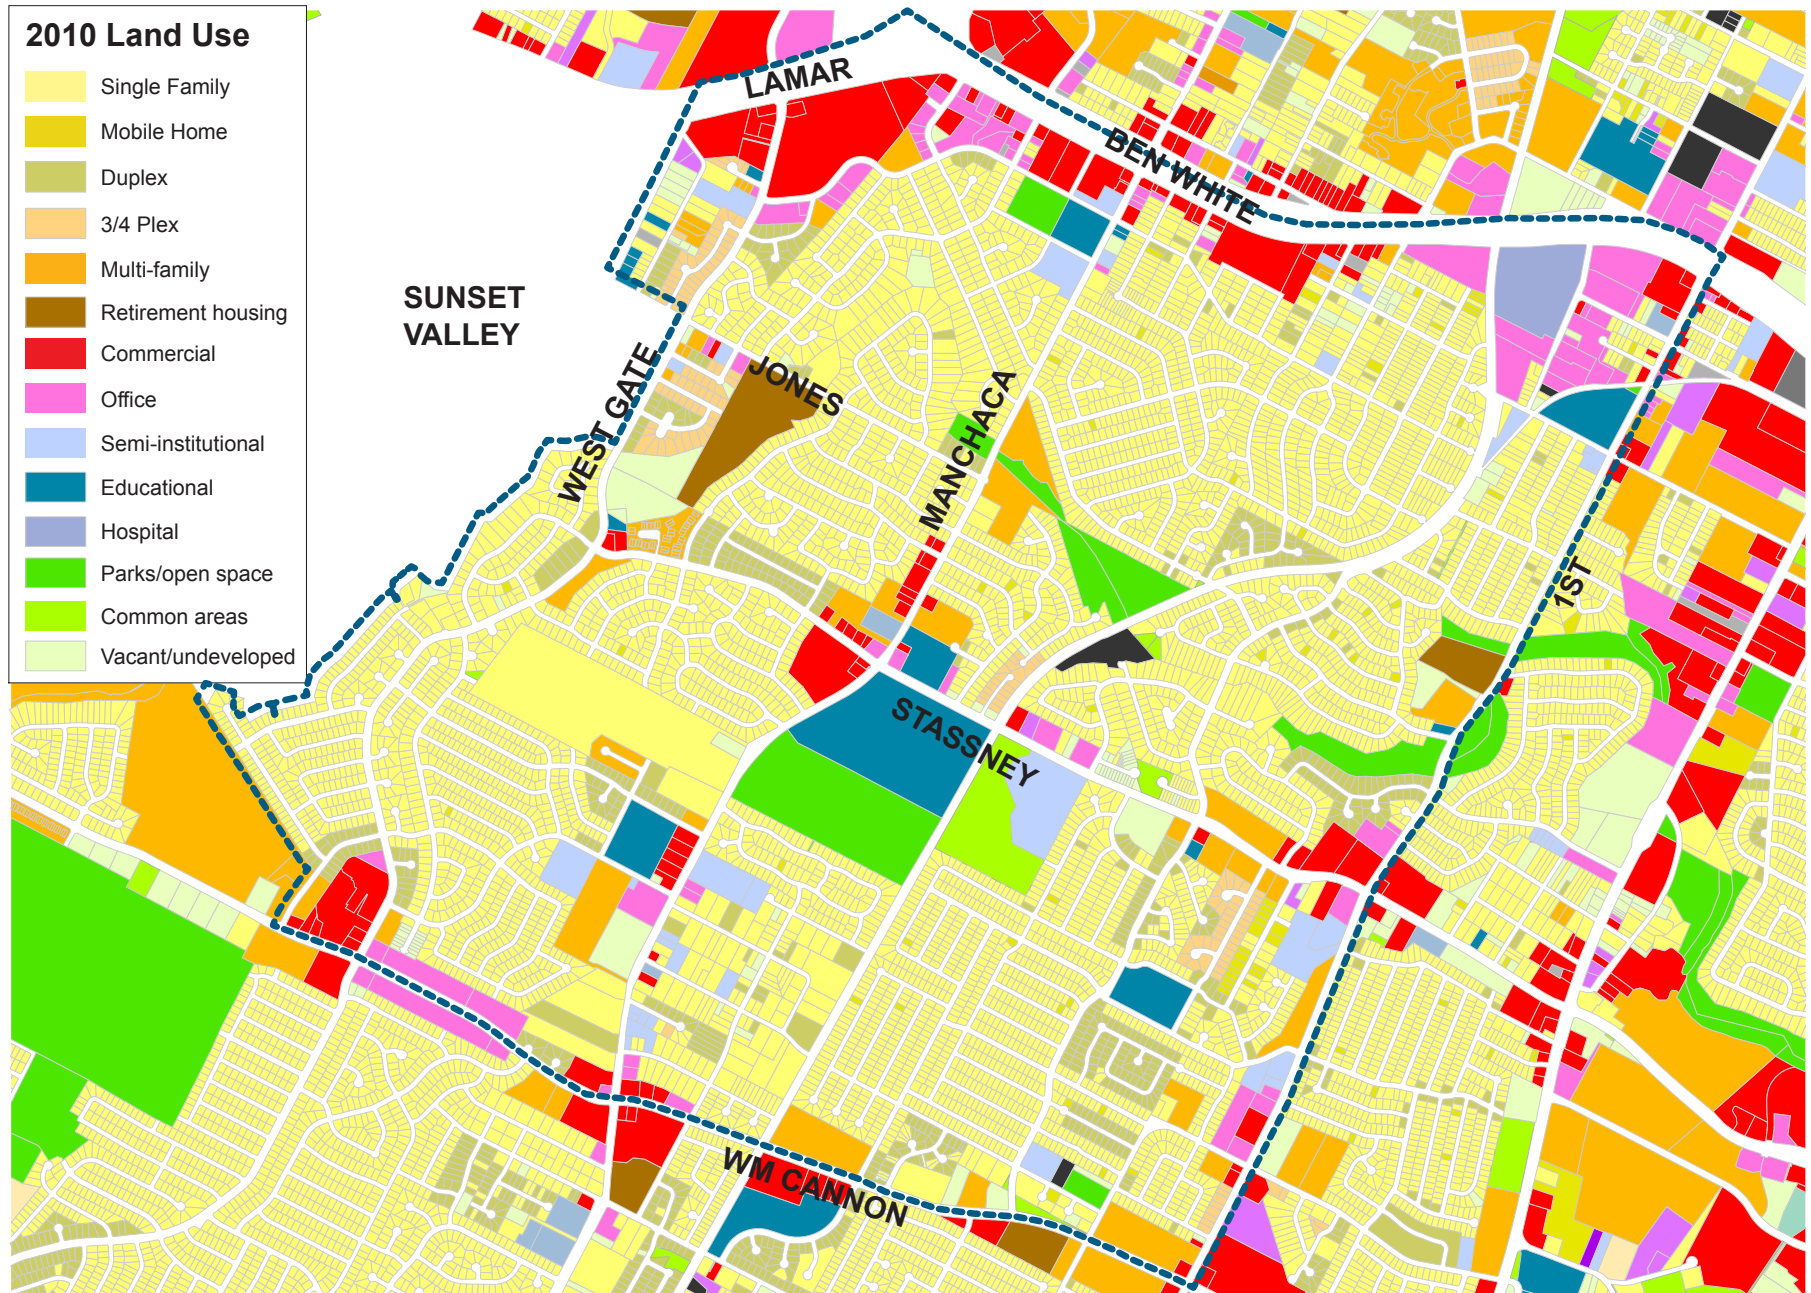 2010 Land Use
Single Family
Mobile Home
Duplex
3/4 Plex
Multi-family
Retirement housing
Commercial
Office
Semi-institutional
Educational
Hospital
Parks/open space
Common areas
Vacant/undeveloped
LAMAR
BEN WHITE
SUNSET
VALLEY
WEST GATE
JONES
MANCHACA
1ST
STASSNEY
WM CANNON